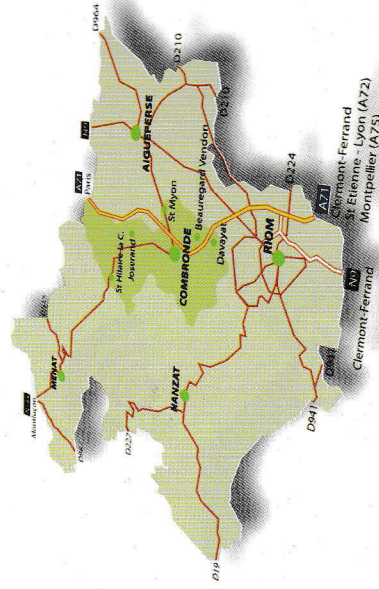 D964
D210
D210
N9
AIGUEPERSE
A71
Paris
St Myon
Beauregard Vendon
St Hilaire la C.
Joserand
COMBRONDE
Davayat
D224
A71
Clermont-Ferrand
St Etienne - Lyon (A72)
Montpellier (A75)
RIOM
N9
Clermont-Ferrand
MENAT
Montluçon
D227
MANZAT
D941
D941
D19